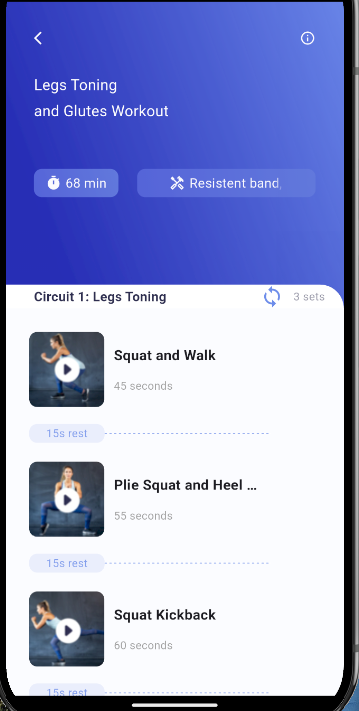 Legs Toning
and Glutes Workout
68 min
Resistent band,
Circuit 1: Legs Toning
3 sets
Squat and Walk
45 seconds
15s rest
Plie Squat and Heel ...
55 seconds
15s rest
Squat Kickback
60 seconds
15s rest